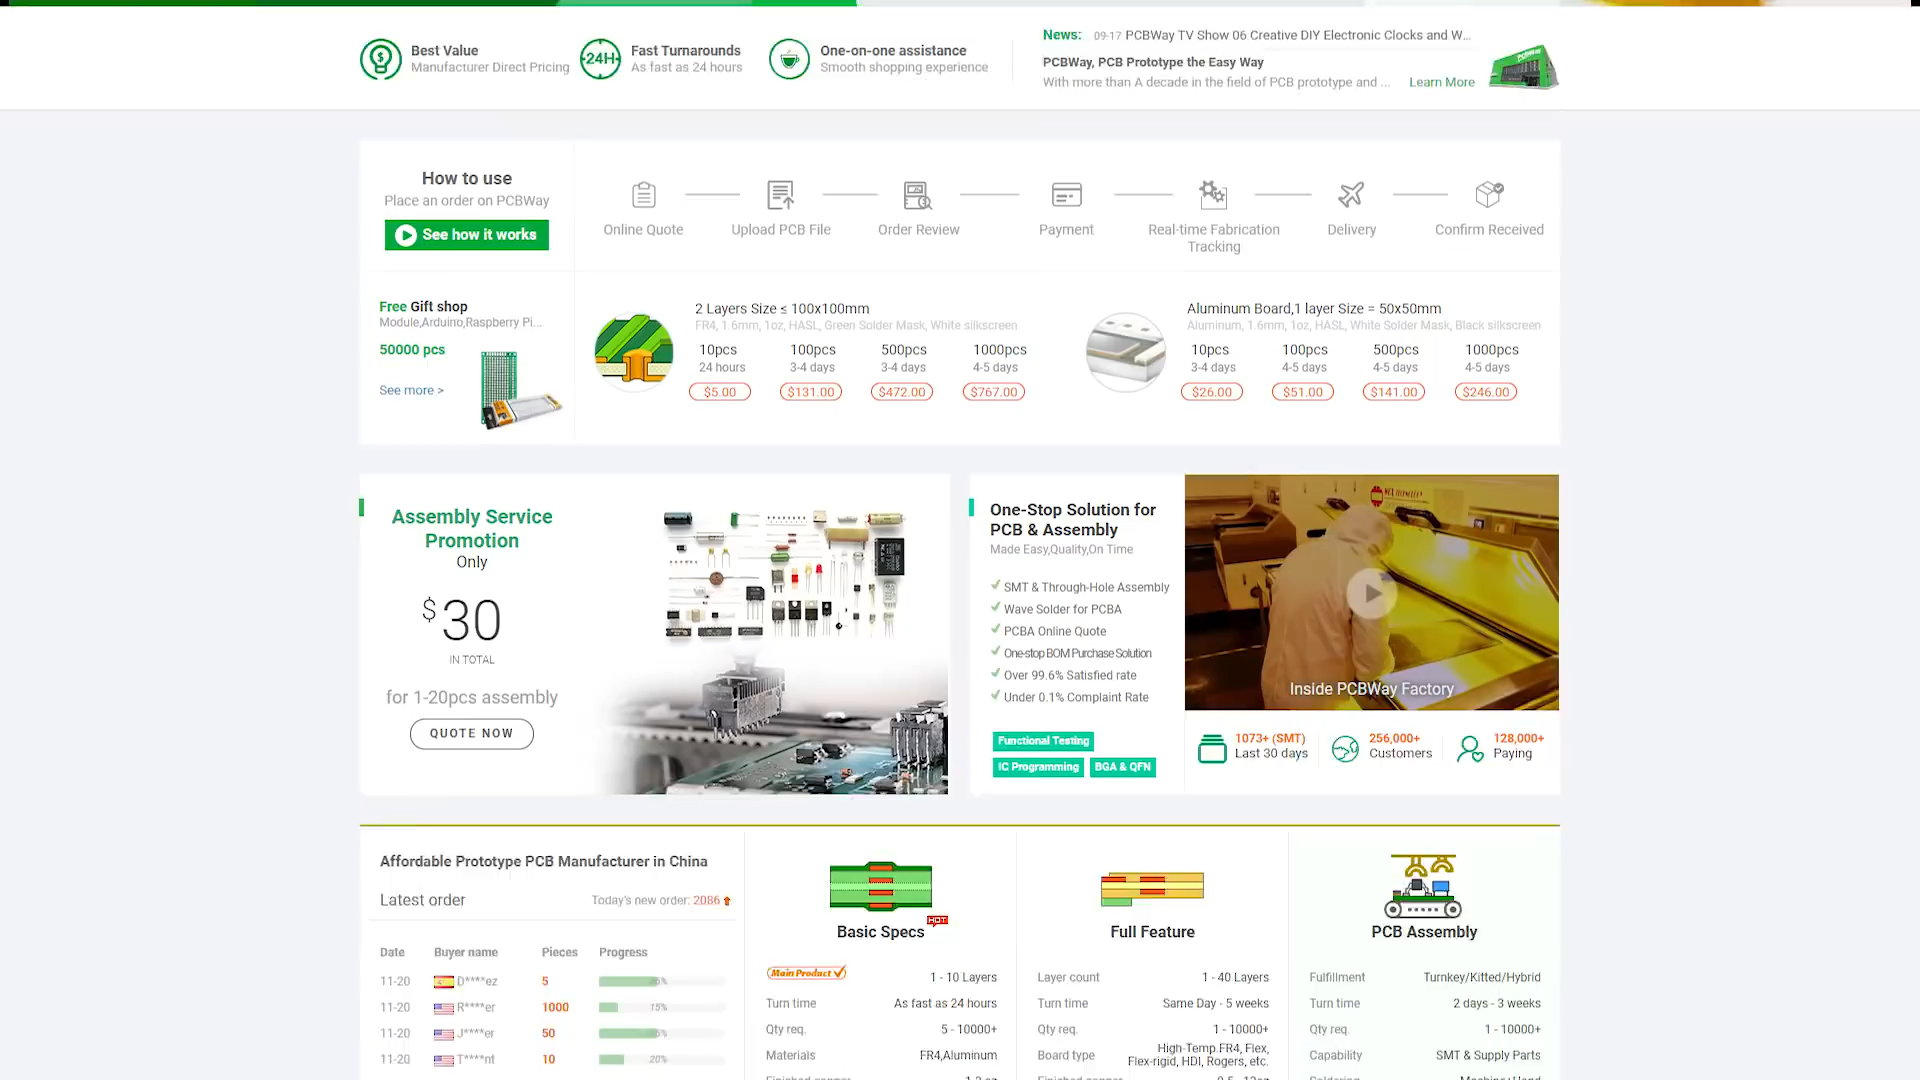 Best Value
Manufacturer Direct Pricing
24H
Fast Turnarounds
As fast as 24 hours
One-on-one assistance
Smooth shopping experience
News: 09-17 PCBWay TV Show 06 Creative DIY Electronic Clocks and W...
PCBWay, PCB Prototype the Easy Way
With more than A decade in the field of PCB prototype and ... Learn More
How to use
Place an order on PCBWay
See how it works
Online Quote
Upload PCB File
Order Review
Payment
Real-time Fabrication
Tracking
Delivery
Confirm Received
Free Gift shop
Module,Arduino,Raspberry Pi...
50000 pcs
See more >
2 Layers Size ≤ 100x100mm
FR4, 1.6mm, 1oz, HASL, Green Solder Mask, White silkscreen
10pcs 100pcs 500pcs 1000pcs
24 hours 3-4 days 3-4 days 4-5 days
$5.00 $131.00 $472.00 $767.00
Aluminum Board,1 layer Size = 50x50mm
Aluminum, 1.6mm, 1oz, HASL, White Solder Mask, Black silkscreen
10pcs 100pcs 500pcs 1000pcs
3-4 days 4-5 days 4-5 days 4-5 days
$26.00 $51.00 $141.00 $246.00
Assembly Service
Promotion
Only
$30
IN TOTAL
for 1-20pcs assembly
QUOTE NOW
One-Stop Solution for
PCB & Assembly
Made Easy,Quality,On Time
SMT & Through-Hole Assembly
Wave Solder for PCBA
PCBA Online Quote
One-stop BOM Purchase Solution
Over 99.6% Satisfied rate
Under 0.1% Complaint Rate
Functional Testing
IC Programming BGA & QFN
Inside PCBWay Factory
1073+ (SMT)
Last 30 days
256,000+
Customers
128,000+
Paying
Affordable Prototype PCB Manufacturer in China
Latest order Today's new order: 2086
Date Buyer name Pieces Progress
11-20 D****ez 5
11-20 R****er 1000 15%
11-20 J****er 50
11-20 T****nt 10 20%
HOT
Basic Specs
Main Product 1 - 10 Layers
Turn time As fast as 24 hours
Qty req. 5 - 10000+
Materials FR4,Aluminum
Full Feature
Layer count 1 - 40 Layers
Turn time Same Day - 5 weeks
Qty req. 1 - 10000+
Board type High-Temp FR4, Flex,
Flex-rigid, HDI, Rogers, etc.
PCB Assembly
Fulfillment Turnkey/Kitted/Hybrid
Turn time 2 days - 3 weeks
Qty req. 1 - 10000+
Capability SMT & Supply Parts